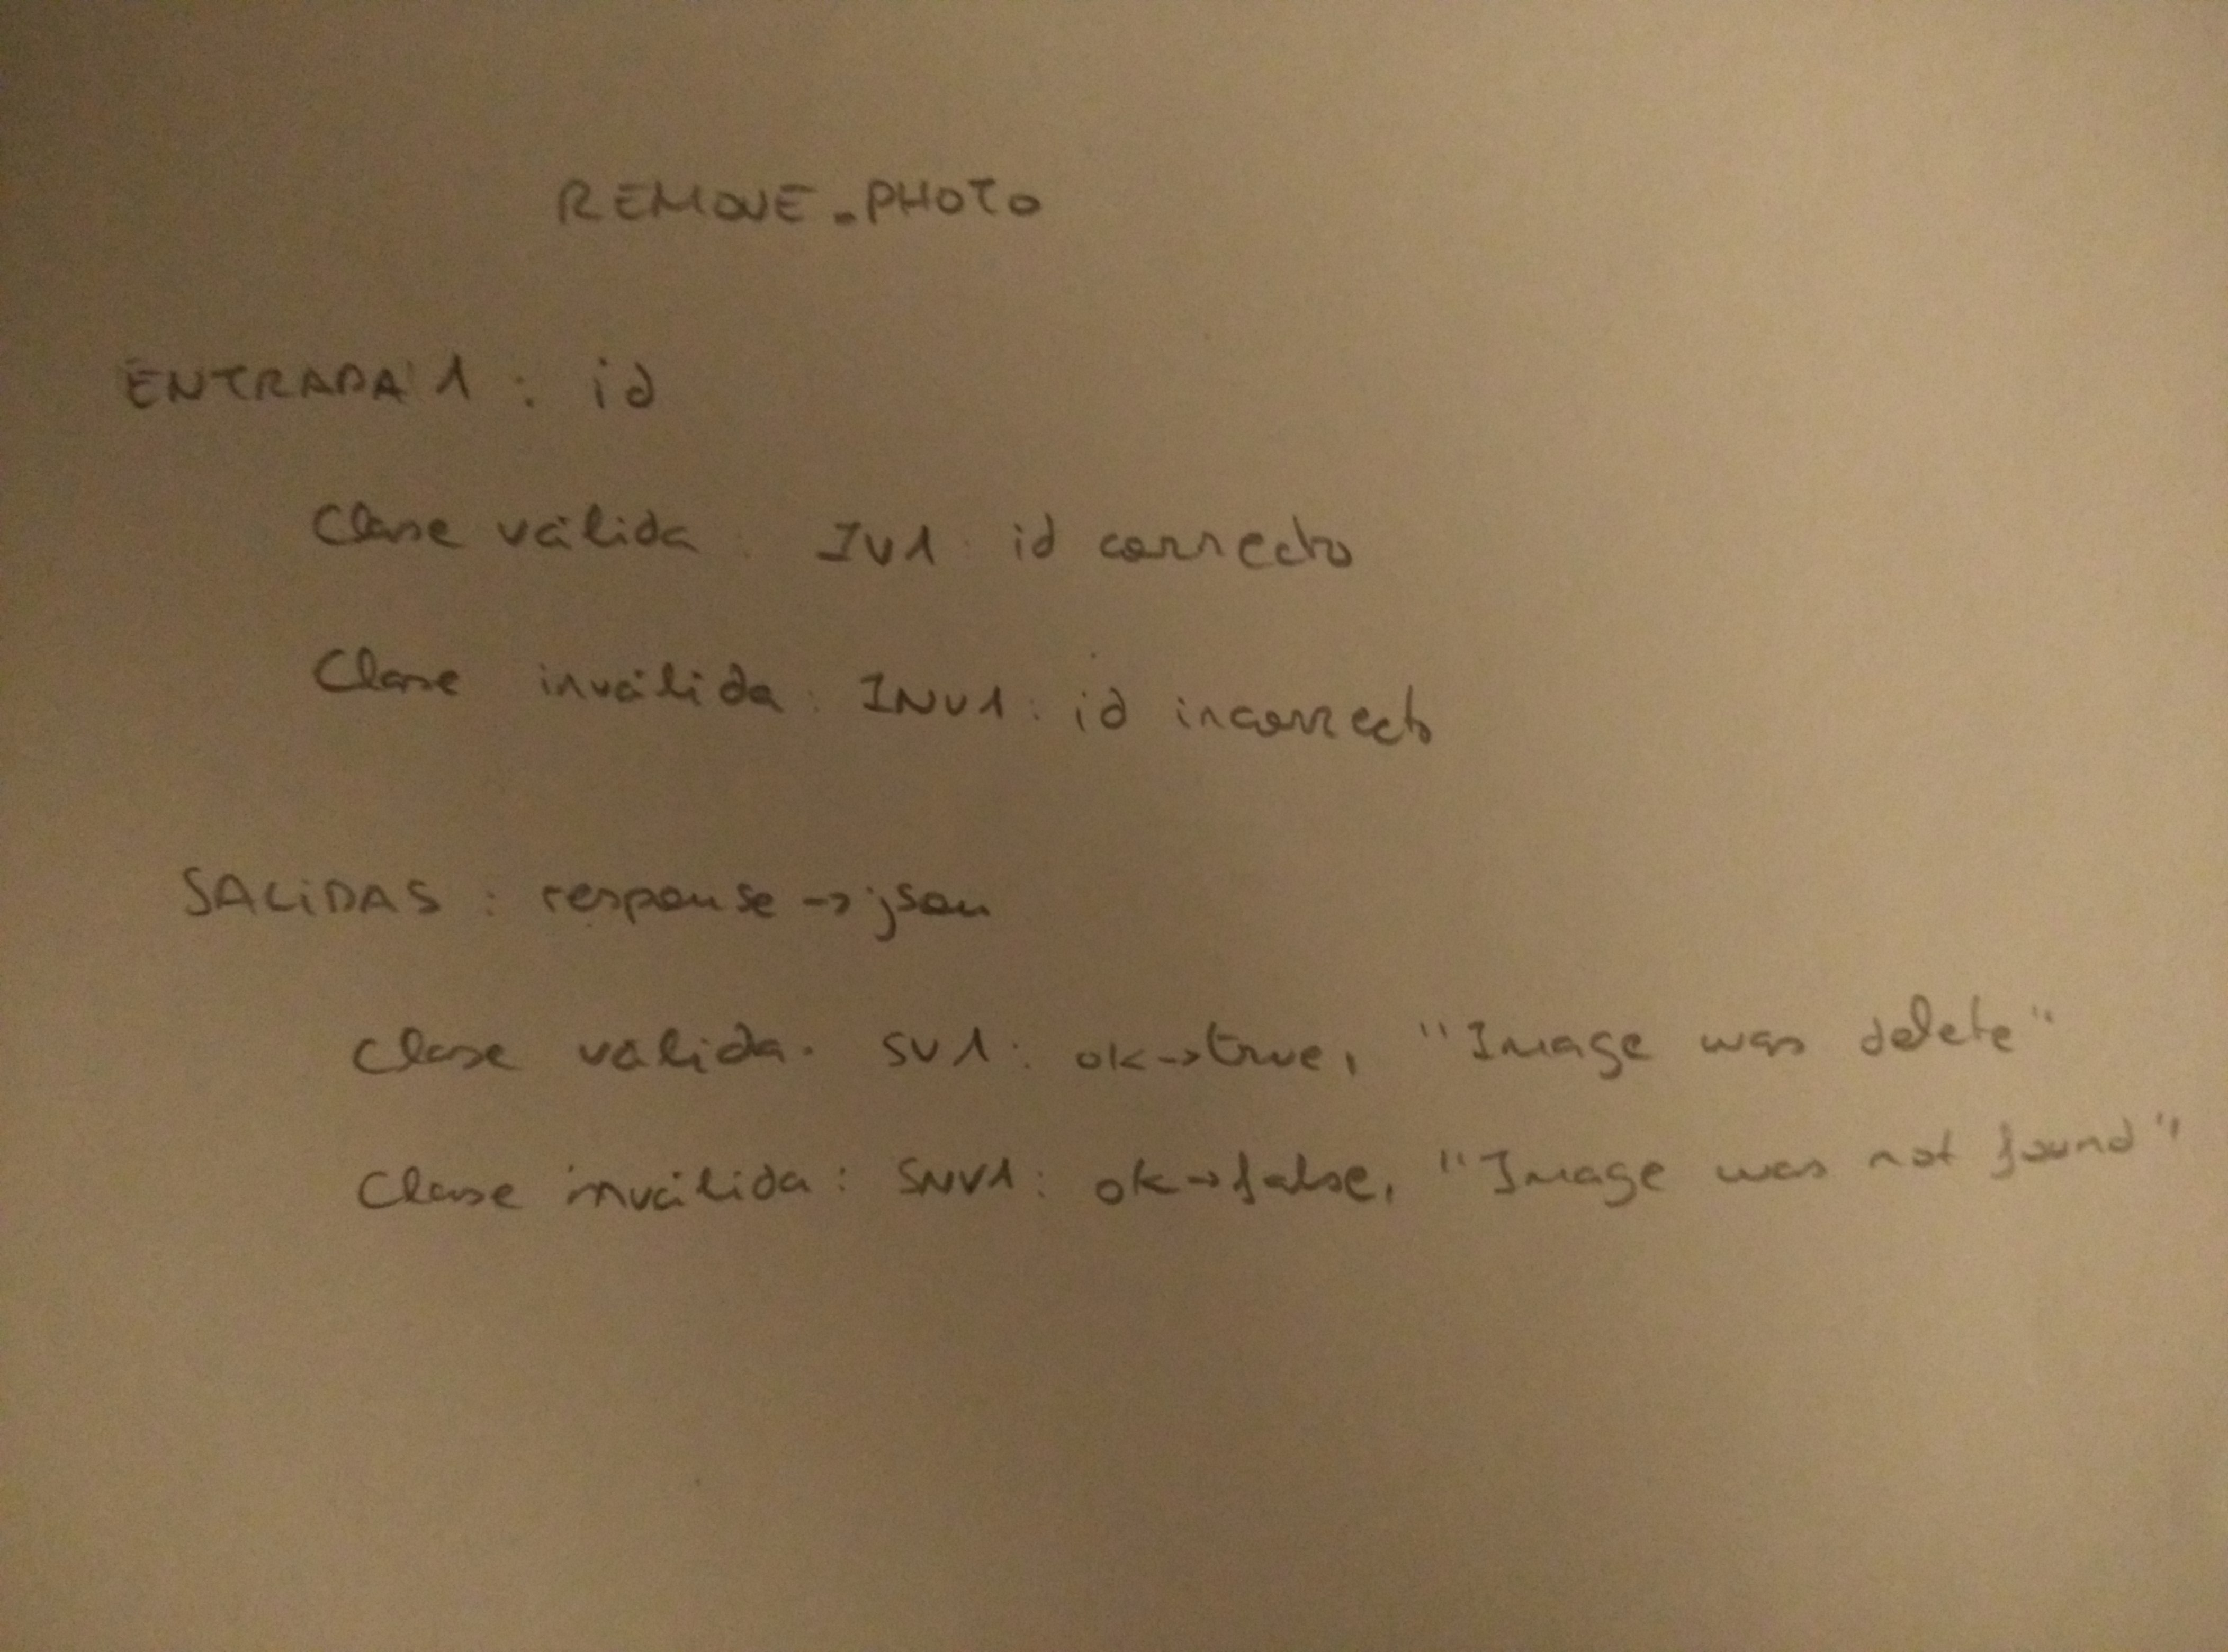 REMOVE_PHOTO
ENTRADA 1 : id
Clase válida : IV1 : id correcto
Clase inválida : INV1 : id incorrecto
SALIDAS : response -> json
Clase valida : SV1 : ok->true, "Image was delete"
Clase inválida : SNV1 : ok->false, "Image was not found"